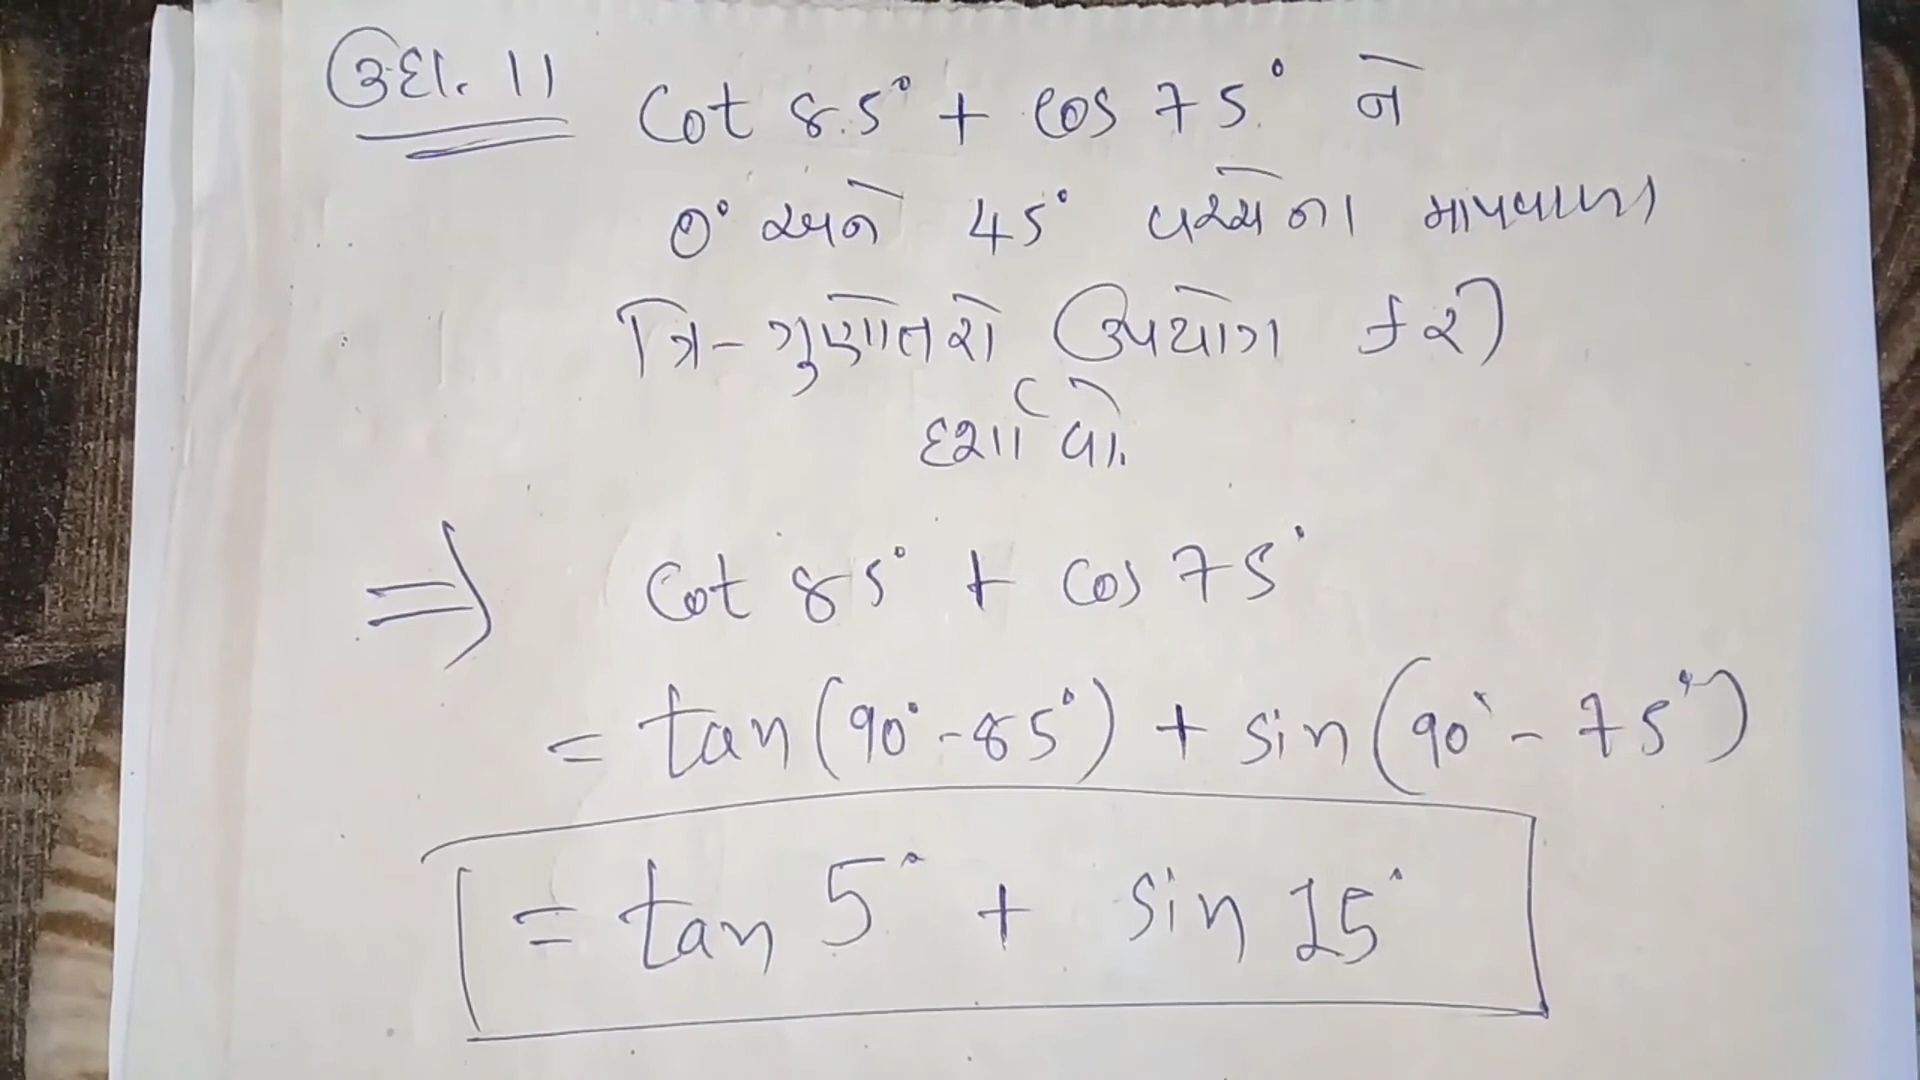 ઉદા. 11 cot 85° + cos 75° ને
0° અને 45° વચ્ચેના માપવાળા
ત્રિ-ગુણોતરો ઉપયોગ કરી
દર્શાવો.
⇒ cot 85° + cos 75°
= tan (90° - 85°) + sin (90° - 75°)
= tan 5° + sin 15°